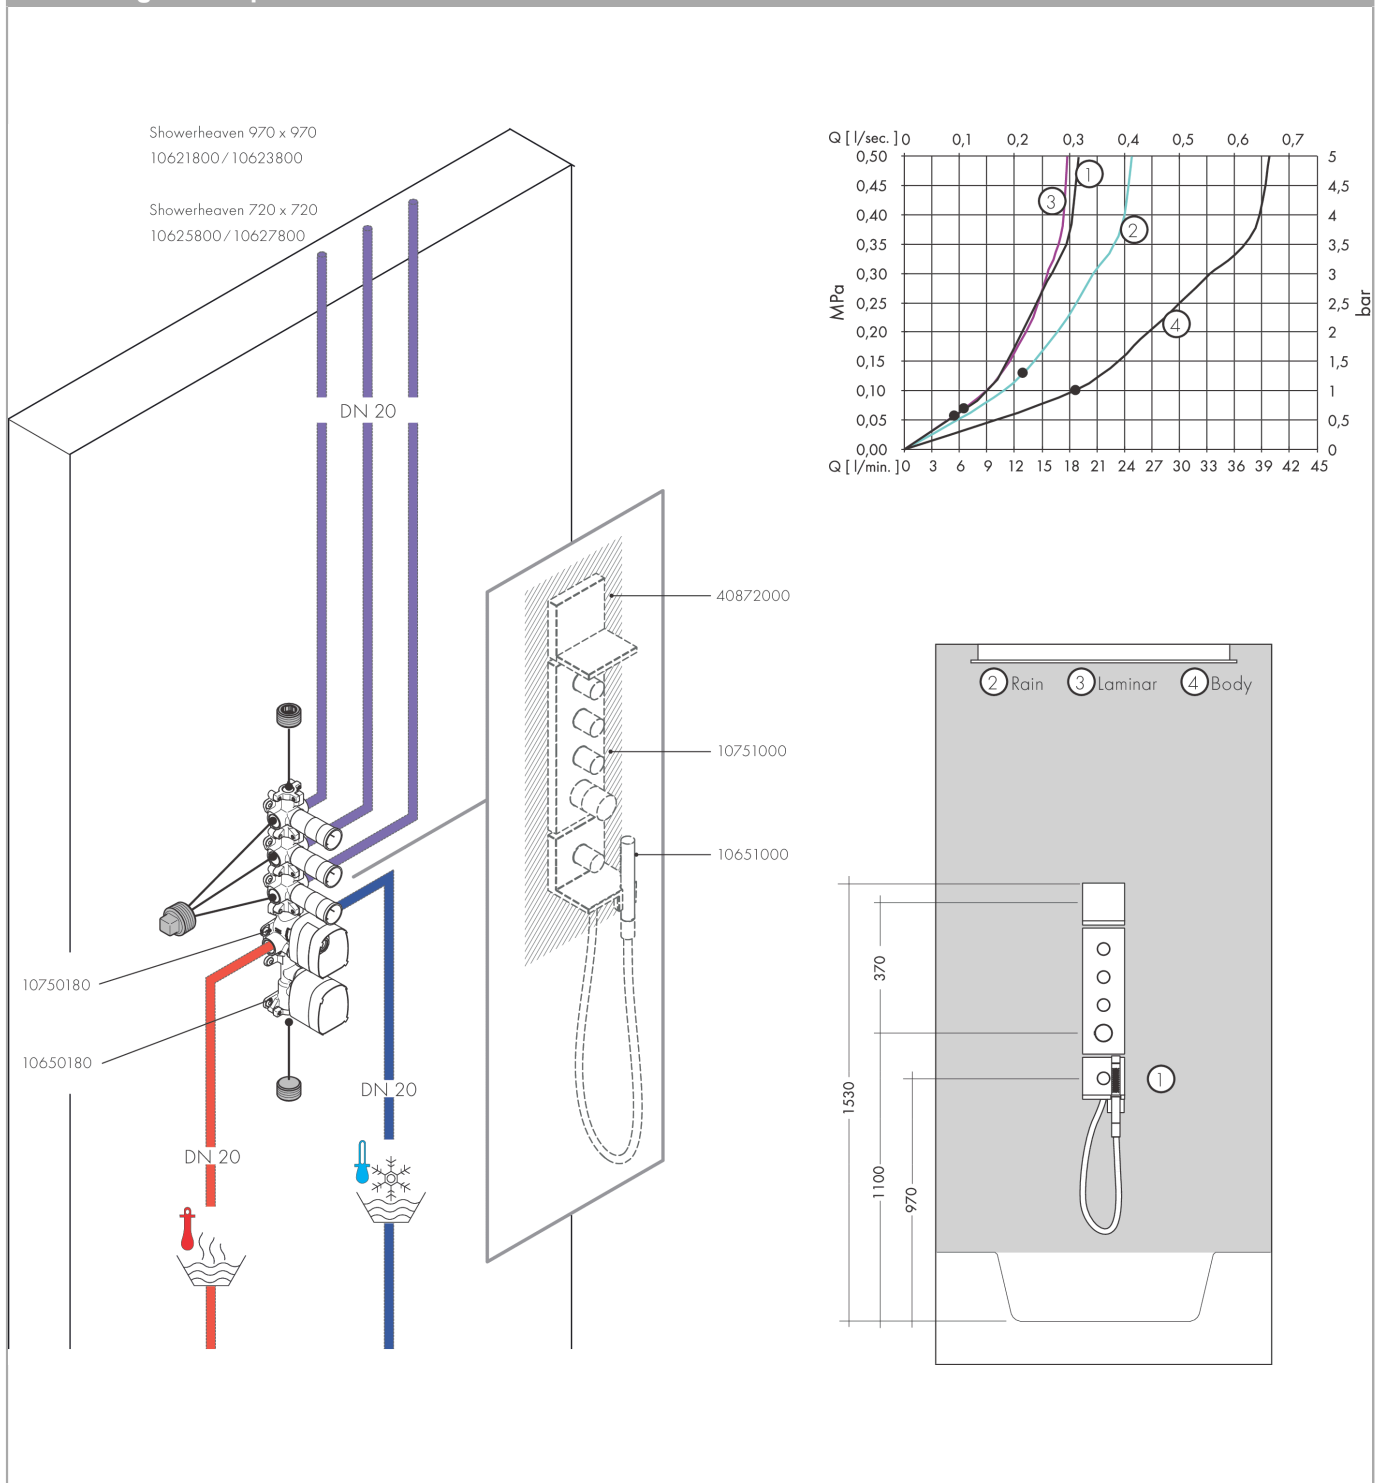 Showerheaven 970 x 970
10621800 / 10623800
Showerheaven 720 x 720
10625800 / 10627800
DN 20
40872000
10751000
10651000
10750180
10650180
DN 20
DN 20
Q [ l/sec. ] 0 0,1 0,2 0,3 0,4 0,5 0,6 0,7
0,50 5
0,45 4,5
0,40 4
0,35 3,5
0,30 3
0,25 2,5
0,20 2
0,15 1,5
0,10 1
0,05 0,5
0,00 0
Q [ l/min. ] 0 3 6 9 12 15 18 21 24 27 30 33 36 39 42 45
MPa
bar
1
3
2
4
2 Rain 3 Laminar 4 Body
370
1
1530
1100
970